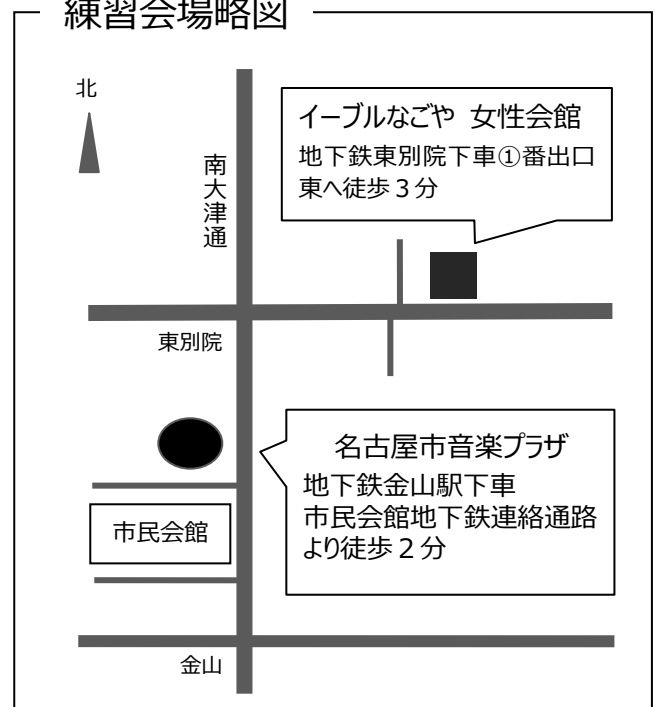 練習会場略図
北
南大津通
イーブルなごや 女性会館
地下鉄東別院下車①番出口
東へ徒歩３分
東別院
名古屋市音楽プラザ
地下鉄金山駅下車
市民会館地下鉄連絡通路
より徒歩２分
市民会館
金山